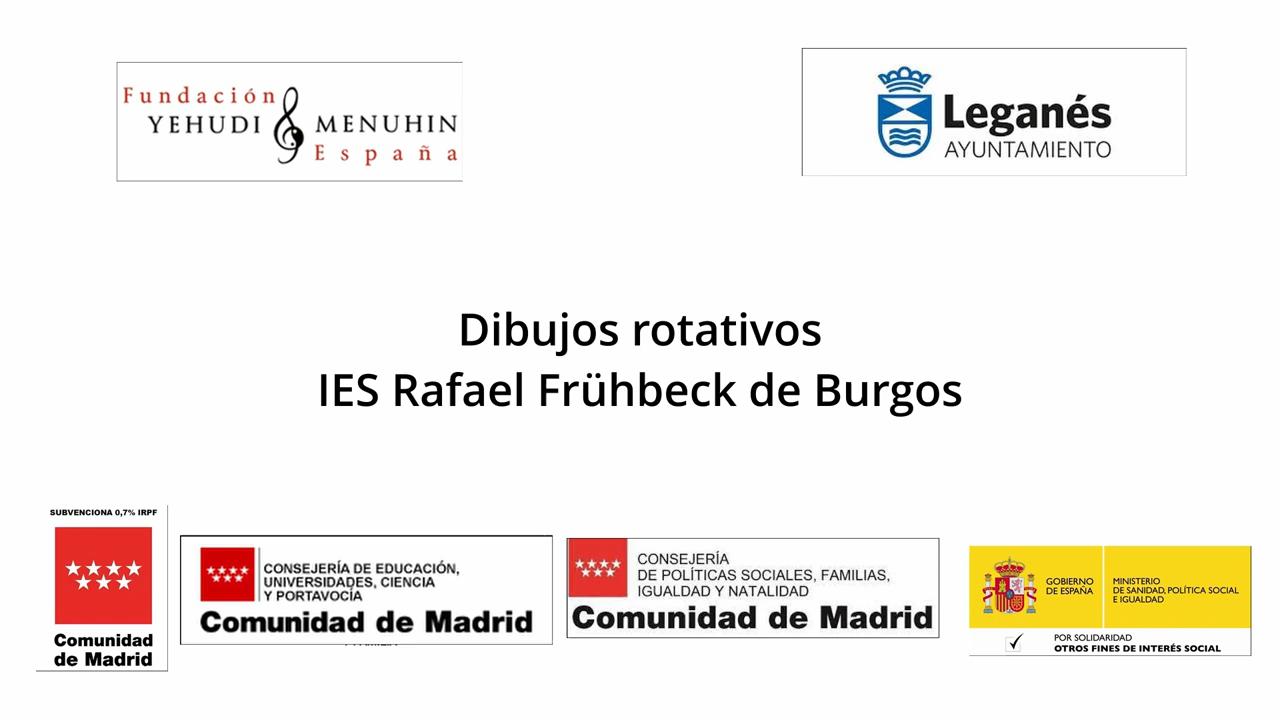 Fundación
YEHUDI MENUHIN
España
Leganés
AYUNTAMIENTO
Dibujos rotativos
IES Rafael Frühbeck de Burgos
SUBVENCIONA 0,7% IRPF
Comunidad
de Madrid
CONSEJERÍA DE EDUCACIÓN,
UNIVERSIDADES, CIENCIA
Y PORTAVOCÍA
Comunidad de Madrid
CONSEJERÍA
DE POLÍTICAS SOCIALES, FAMILIAS,
IGUALDAD Y NATALIDAD
Comunidad de Madrid
GOBIERNO
DE ESPAÑA
MINISTERIO
DE SANIDAD, POLÍTICA SOCIAL
E IGUALDAD
POR SOLIDARIDAD
OTROS FINES DE INTERÉS SOCIAL